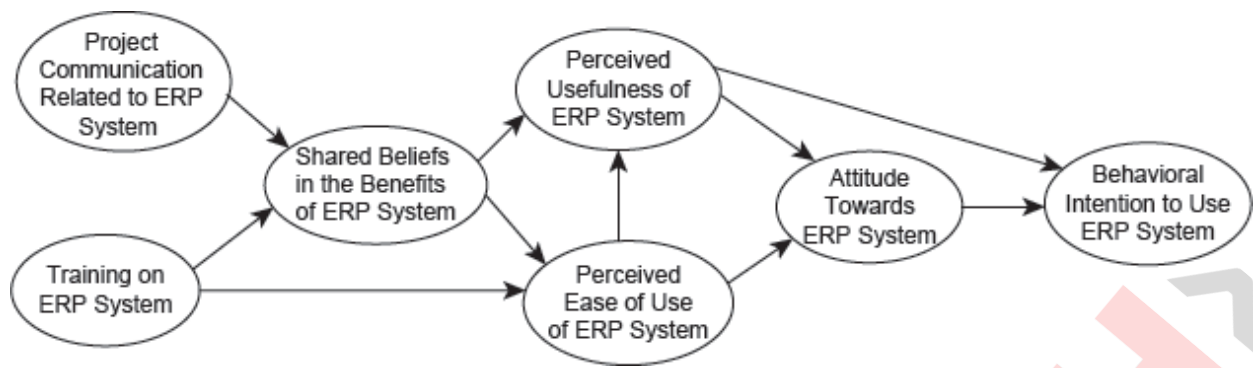 Project
Communication
Related to ERP
System
Perceived
Usefulness of
ERP System
Shared Beliefs
in the Benefits
of ERP System
Attitude
Towards
ERP System
Behavioral
Intention to Use
ERP System
Training on
ERP System
Perceived
Ease of Use
of ERP System